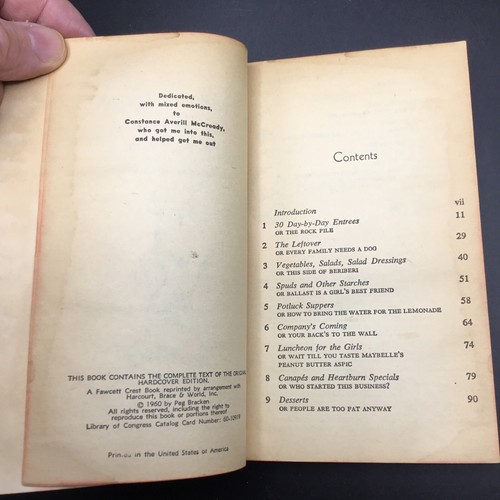 Dedicated,
with mixed emotions,
to
Constance Averill McCrundy,
who got me into this,
and helped get me out
THIS BOOK CONTAINS THE COMPLETE TEXT OF THE ORIGINAL
HARDCOVER EDITION.
A Fawcett Crest Book reprinted by arrangement with
Harcourt, Brace & World, Inc.
© 1960 by Peg Bracken
All rights reserved, including the right to
reproduce this book or portions thereof
Library of Congress Catalog Card Number:
Printed in the United States of America
Contents
Introduction vii
1 30 Day-by-Day Entrees 11
OR THE ROCK PILE
2 The Leftover 29
OR EVERY FAMILY NEEDS A DOG
3 Vegetables, Salads, Salad Dressings 40
OR THIS SIDE OF BERIBERI
4 Spuds and Other Starches 51
OR BALLAST IS A GIRL'S BEST FRIEND
5 Potluck Suppers 58
OR HOW TO BRING THE WATER FOR THE LEMONADE
6 Company's Coming 64
OR YOUR BACK'S TO THE WALL
7 Luncheon for the Girls 74
OR WAIT TILL YOU TASTE MAYBELLE'S
PEANUT BUTTER ASPIC
8 Canapés and Heartburn Specials 79
OR WHO STARTED THIS BUSINESS?
9 Desserts 90
OR PEOPLE ARE TOO FAT ANYWAY